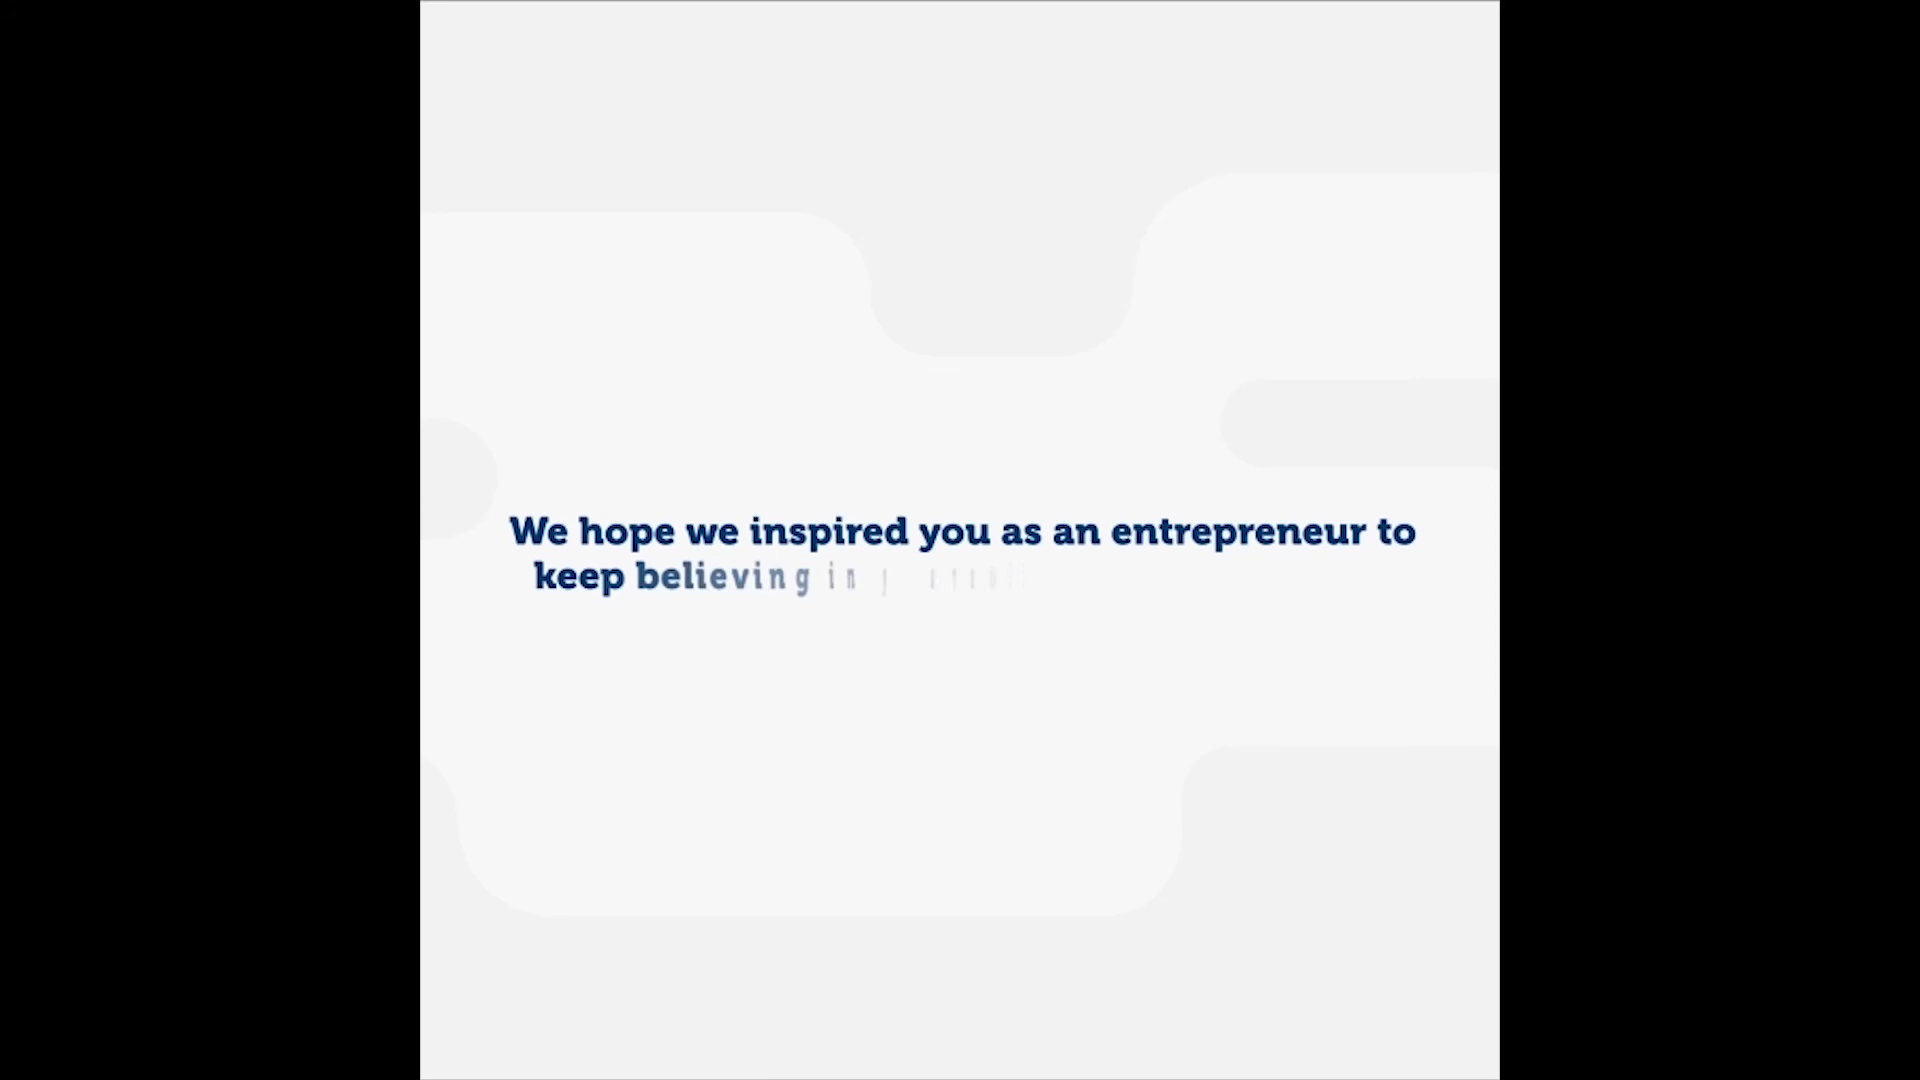 We hope we inspired you as an entrepreneur to
keep believing in